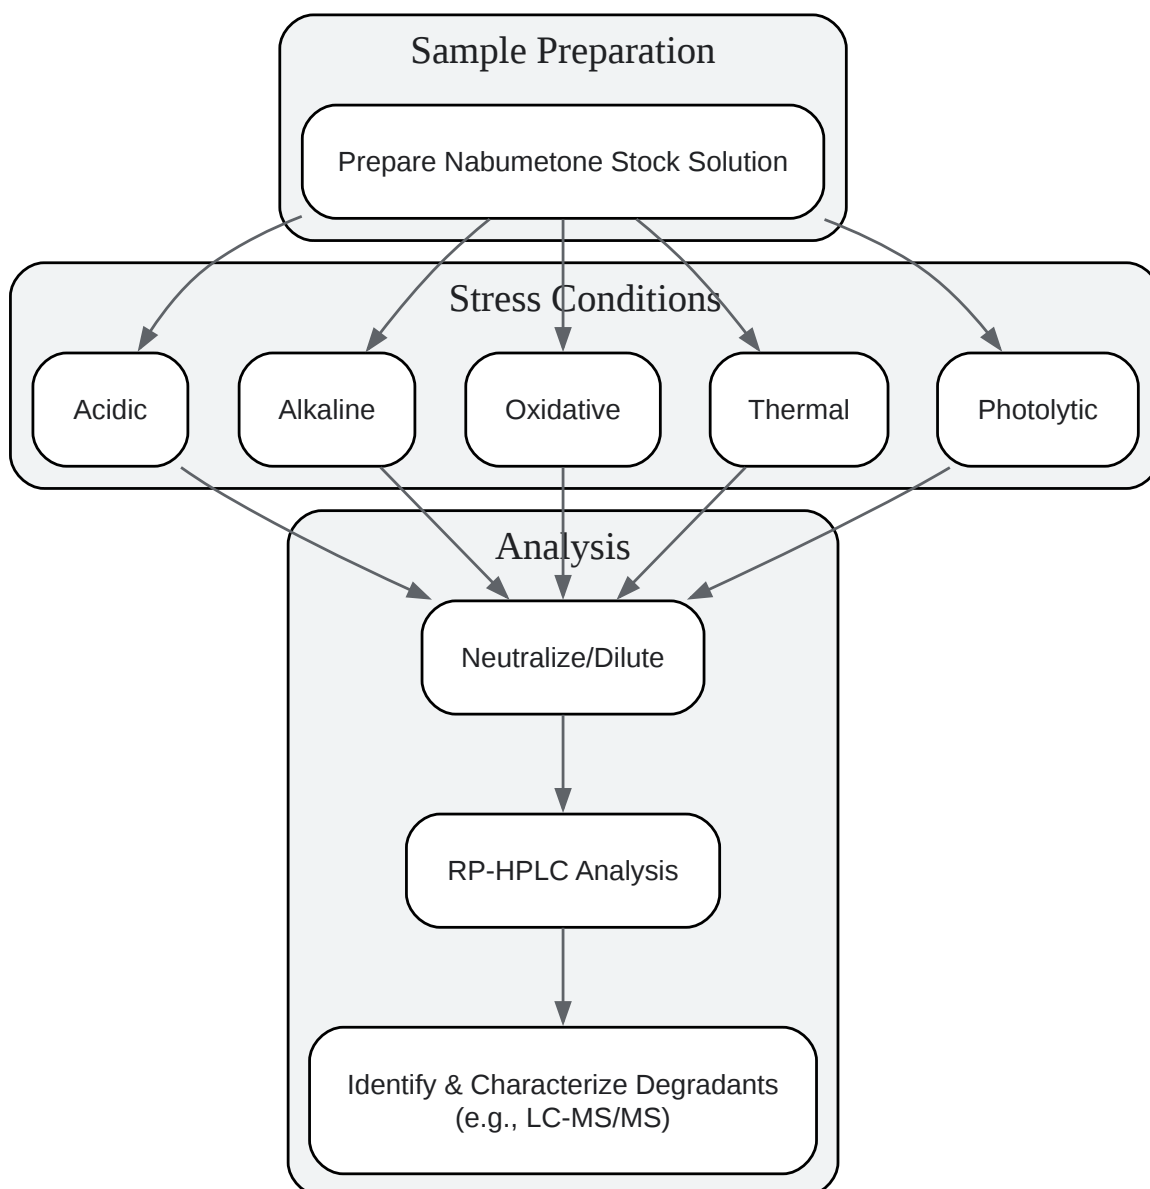 Sample Preparation
Prepare Nabumetone Stock Solution
Stress Conditions
Acidic
Alkaline
Oxidative
Thermal
Photolytic
Analysis
Neutralize/Dilute
RP-HPLC Analysis
Identify & Characterize Degradants
(e.g., LC-MS/MS)